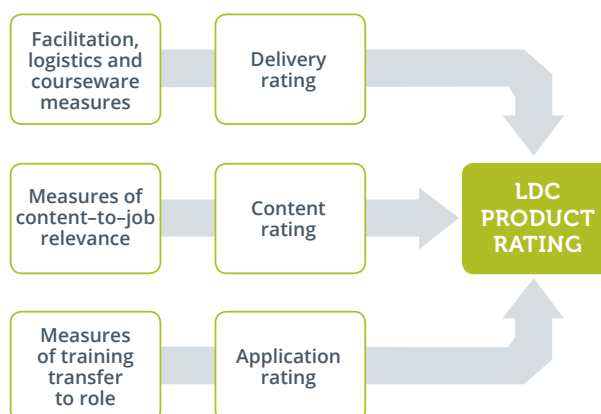 Facilitation,
logistics and
courseware
measures
Delivery
rating
Measures of
content–to–job
relevance
Content
rating
LDC
PRODUCT
RATING
Measures
of training
transfer
to role
Application
rating